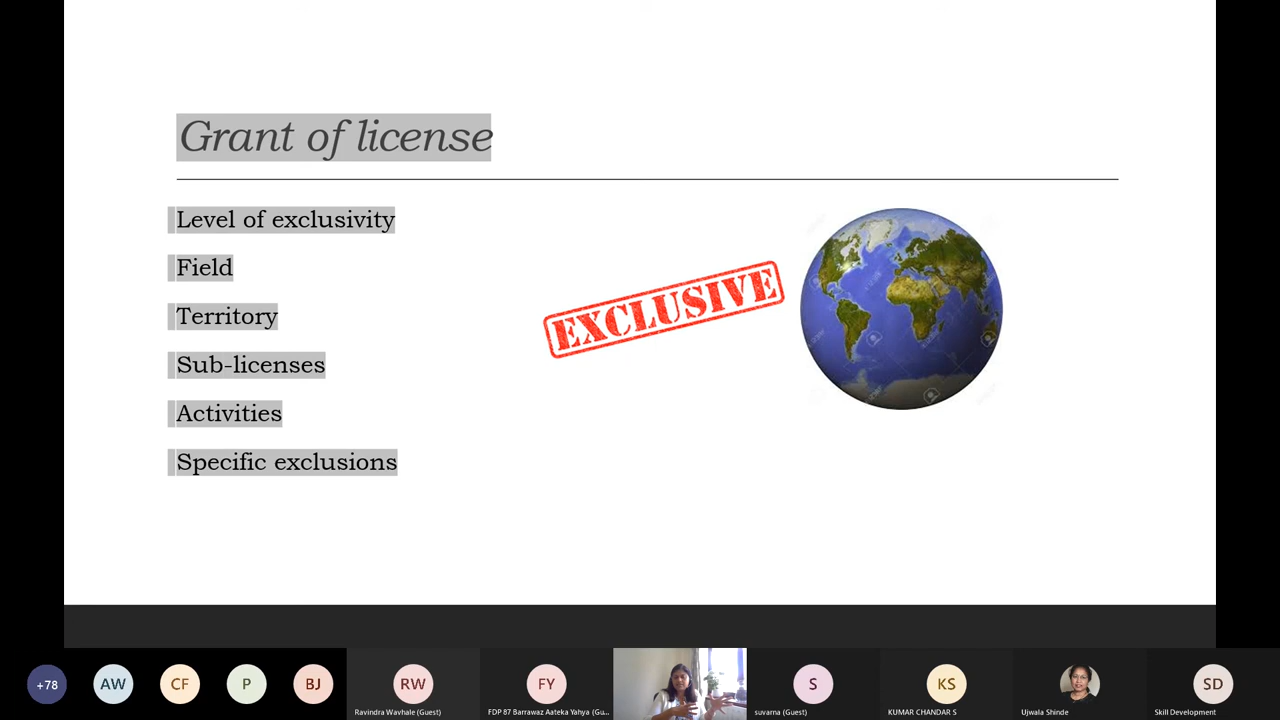 Grant of license
Level of exclusivity
Field
Territory
Sub-licenses
Activities
Specific exclusions
EXCLUSIVE
+78
AW
CF
P
BJ
RW
FY
S
KS
SD
Ravindra Wavhale (Guest)
FDP 87 Barrawaz Aateka Yahya (Gu...
suvarna (Guest)
KUMAR CHANDAR S
Ujwala Shinde
Skill Development